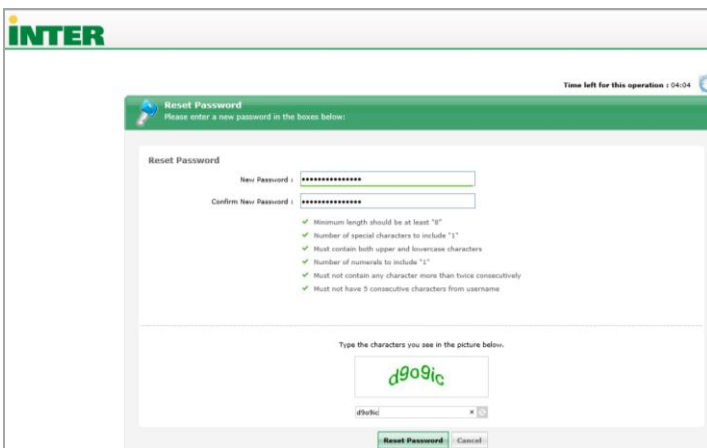 INTER
Time left for this operation : 04:04
Reset Password
Please enter a new password in the boxes below:
Reset Password
New Password : •••••••••••••••
Confirm New Password : •••••••••••••••
✓ Minimum length should be at least "8"
✓ Number of special characters to include "1"
✓ Must contain both upper and lowercase characters
✓ Number of numerals to include "1"
✓ Must not contain any character more than twice consecutively
✓ Must not have 5 consecutive characters from username
Type the characters you see in the picture below.
d9o9ic
d9o9ic
Reset Password Cancel